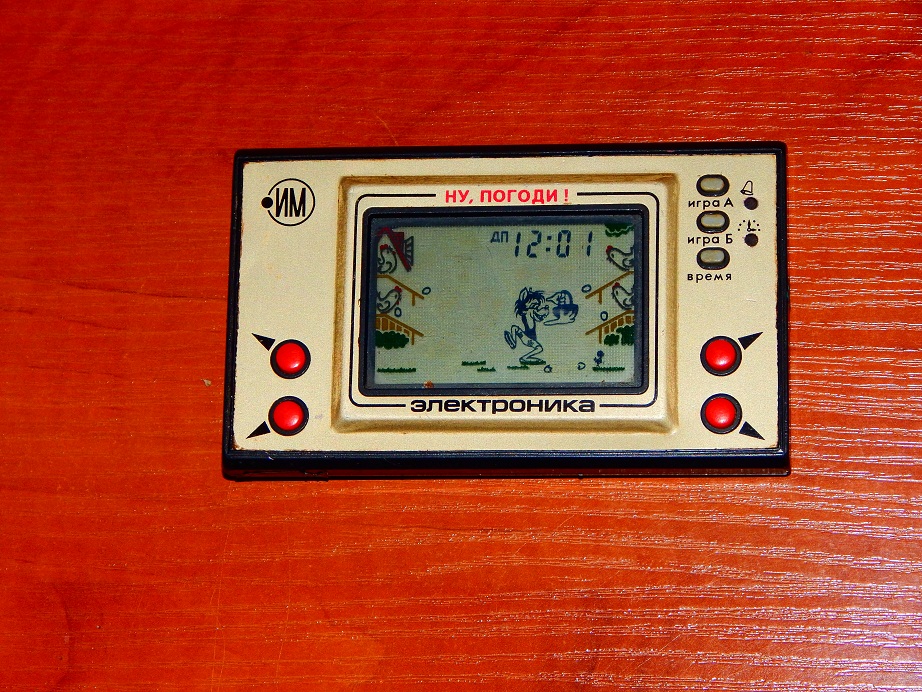 ИМ
НУ, ПОГОДИ !
игра А
игра Б
время
ДП 12:01
электроника